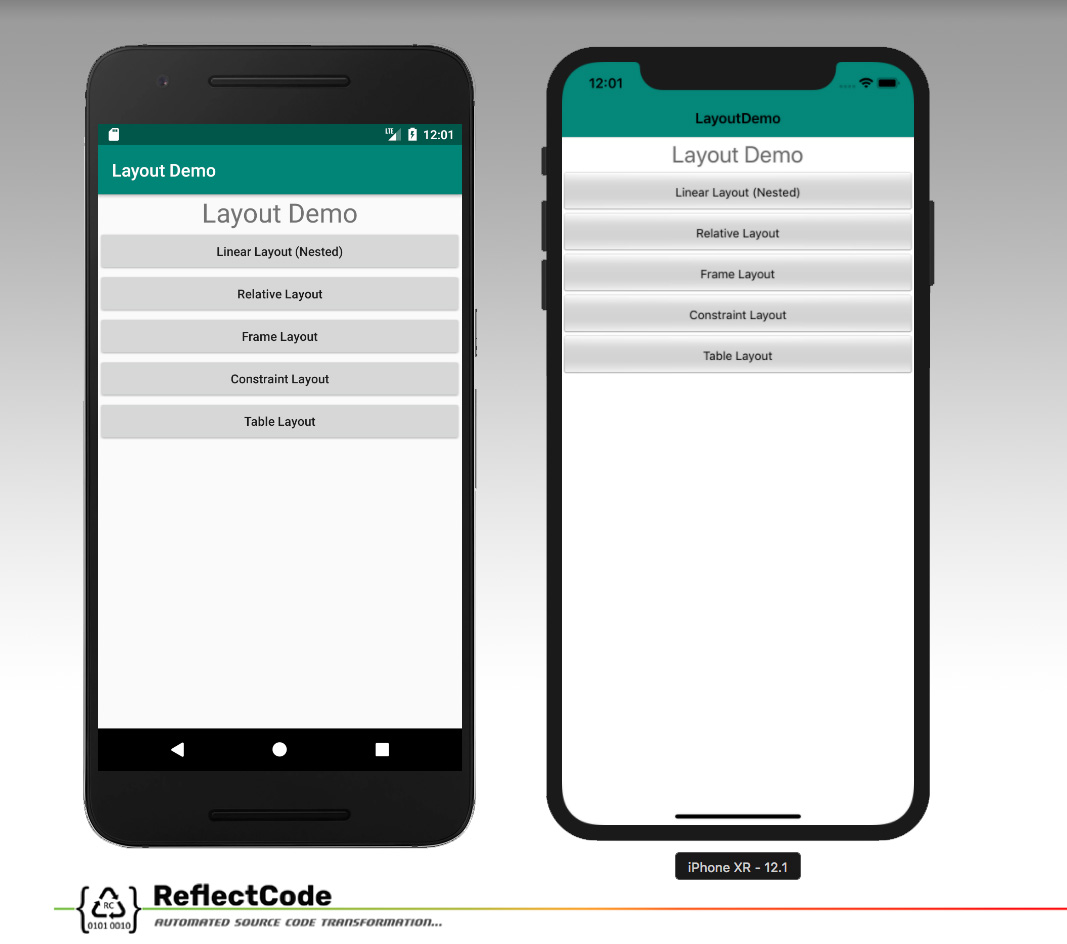 LTE 12:01
Layout Demo
Layout Demo
Linear Layout (Nested)
Relative Layout
Frame Layout
Constraint Layout
Table Layout
12:01
LayoutDemo
Layout Demo
Linear Layout (Nested)
Relative Layout
Frame Layout
Constraint Layout
Table Layout
iPhone XR - 12.1
RC
0101 0010
ReflectCode
AUTOMATED SOURCE CODE TRANSFORMATION...